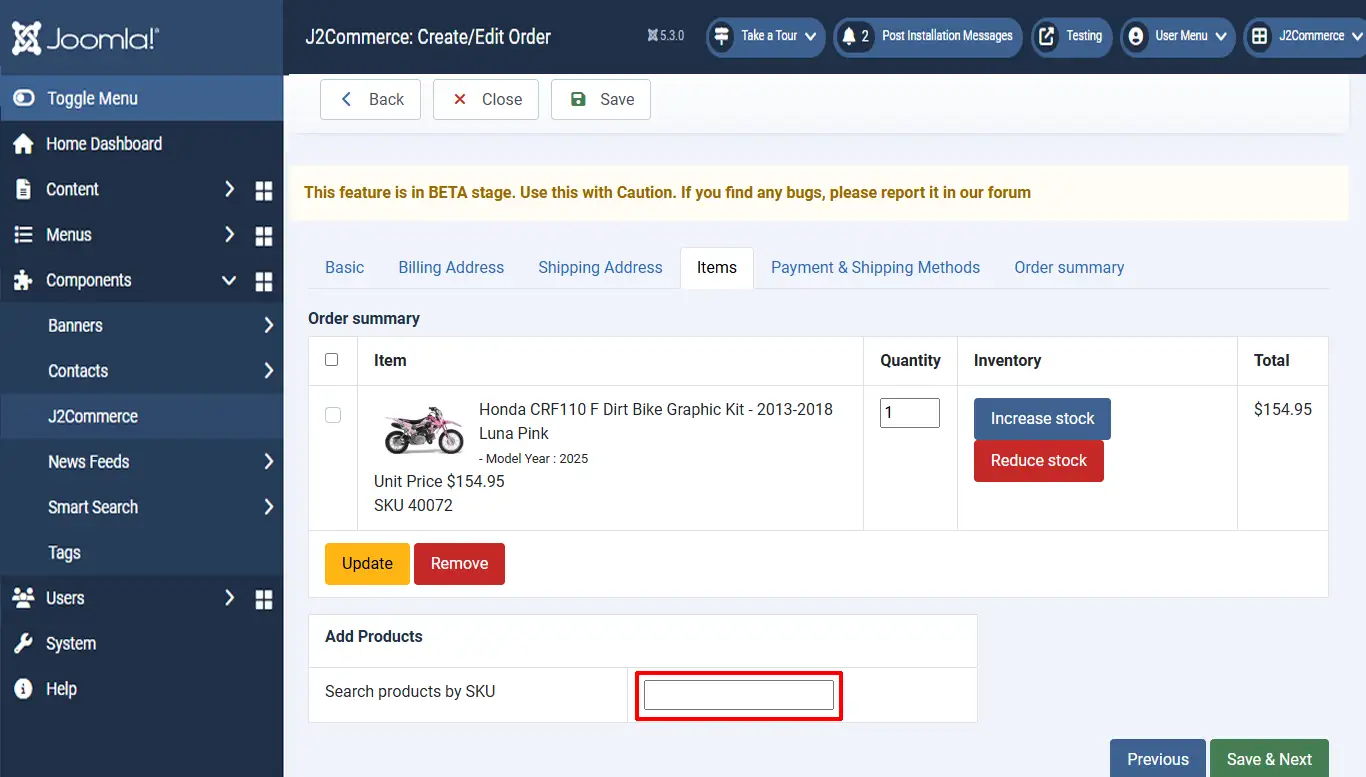 Joomla!®
J2Commerce: Create/Edit Order
5.3.0
Take a Tour
2 Post Installation Messages
Testing
User Menu
J2Commerce
Toggle Menu
Home Dashboard
Content
Menus
Components
Banners
Contacts
J2Commerce
News Feeds
Smart Search
Tags
Users
System
Help
Back
Close
Save
This feature is in BETA stage. Use this with Caution. If you find any bugs, please report it in our forum
Basic
Billing Address
Shipping Address
Items
Payment & Shipping Methods
Order summary
Order summary
Item
Quantity
Inventory
Total
Honda CRF110 F Dirt Bike Graphic Kit - 2013-2018
Luna Pink
- Model Year : 2025
Unit Price $154.95
SKU 40072
1
Increase stock
Reduce stock
$154.95
Update
Remove
Add Products
Search products by SKU
Previous
Save & Next